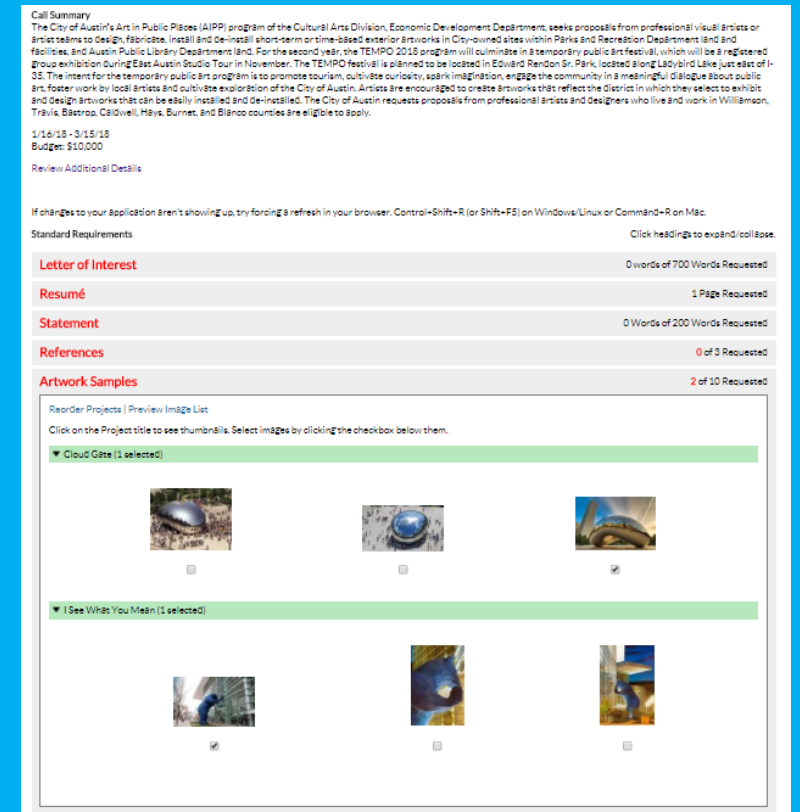 Call Summary
The City of Austin's Art in Public Places (AIPP) program of the Cultural Arts Division, Economic Development Department, seeks proposals from professional visual artists or
artist teams to design, fabricate, install and de-install short-term or time-based exterior artworks in City-owned sites within Parks and Recreation Department land and
facilities, and Austin Public Library Department land. For the second year, the TEMPO 2018 program will culminate in a temporary public art festival, which will be a registered
group exhibition during East Austin Studio Tour in November. The TEMPO festival is planned to be located in Edward Rendon Sr. Park, located along Ladybird Lake just east of I-
35. The intent for the temporary public art program is to promote tourism, cultivate curiosity, spark imagination, engage the community in a meaningful dialogue about public
art, foster work by local artists and cultivate exploration of the City of Austin. Artists are encouraged to create artworks that reflect the district in which they select to exhibit
and design artworks that can be easily installed and de-installed. The City of Austin requests proposals from professional artists and designers who live and work in Williamson,
Travis, Bastrop, Caldwell, Hays, Burnet, and Blanco counties are eligible to apply.
1/16/18 - 3/15/18
Budget: $10,000
Review Additional Details
If changes to your application aren't showing up, try forcing a refresh in your browser. Control+Shift+R (or Shift+F5) on Windows/Linux or Command+R on Mac.
Standard Requirements Click headings to expand/collapse.
Letter of Interest 0 words of 700 Words Requested
Resumé 1 Page Requested
Statement 0 Words of 200 Words Requested
References 0 of 3 Requested
Artwork Samples 2 of 10 Requested
Reorder Projects | Preview Image List
Click on the Project title to see thumbnails. Select images by clicking the checkbox below them.
▼ Cloud Gate (1 selected)
▼ I See What You Mean (1 selected)